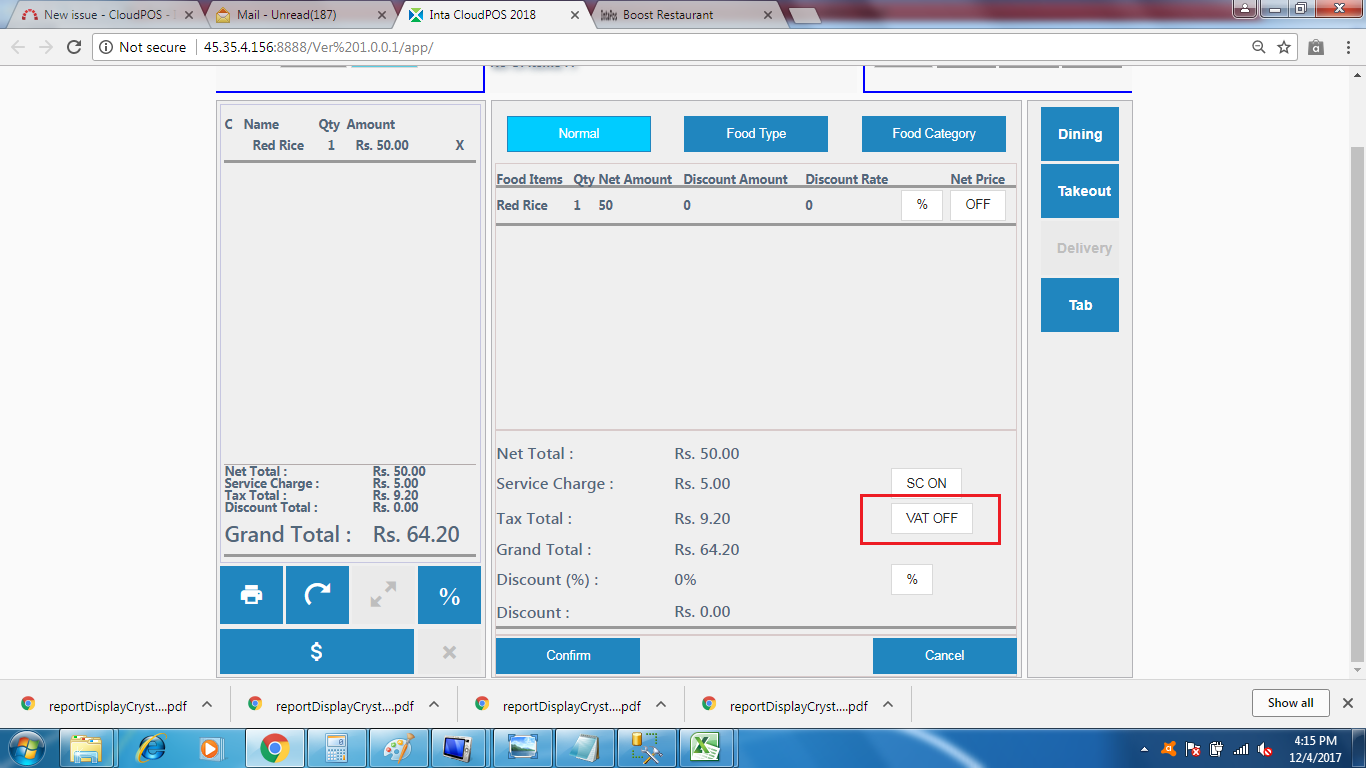 New issue - CloudPOS - I
Mail - Unread(187)
Inta CloudPOS 2018
Boost Restaurant
Not secure
45.35.4.156:8888/Ver%201.0.0.1/app/
C Name Qty Amount
Red Rice 1 Rs. 50.00 X
Net Total : Rs. 50.00
Service Charge : Rs. 5.00
Tax Total : Rs. 9.20
Discount Total : Rs. 0.00
Grand Total : Rs. 64.20
%
$
Normal Food Type Food Category
Food Items Qty Net Amount Discount Amount Discount Rate Net Price
Red Rice 1 50 0 0 % OFF
Net Total : Rs. 50.00
Service Charge : Rs. 5.00 SC ON
Tax Total : Rs. 9.20 VAT OFF
Grand Total : Rs. 64.20
Discount (%) : 0% %
Discount : Rs. 0.00
Confirm Cancel
Dining
Takeout
Delivery
Tab
reportDisplayCryst....pdf reportDisplayCryst....pdf reportDisplayCryst....pdf reportDisplayCryst....pdf Show all
4:15 PM
12/4/2017